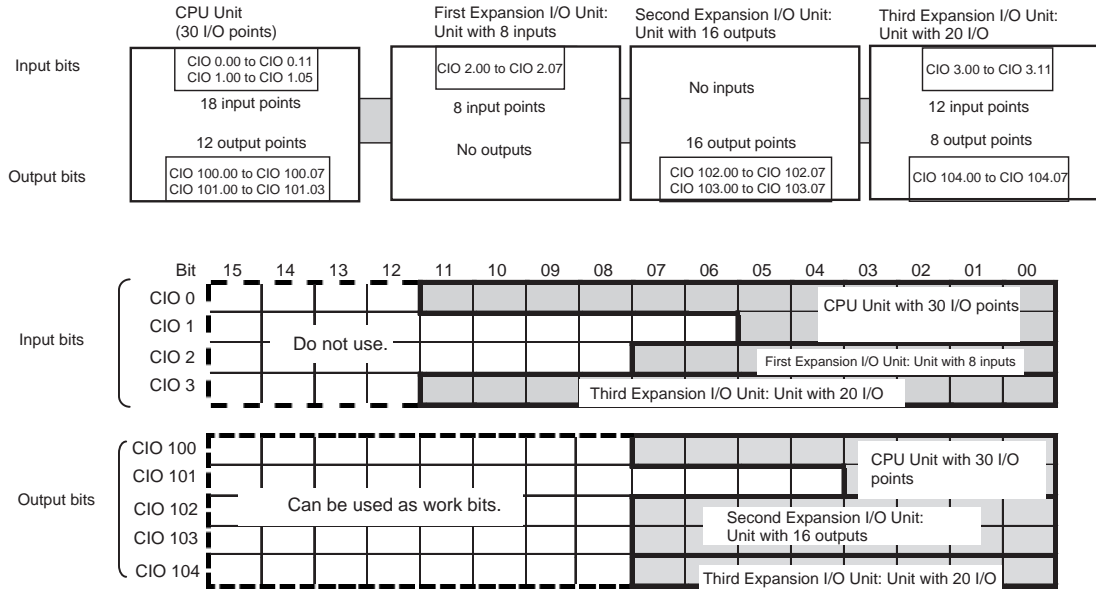 CPU Unit
(30 I/O points)
First Expansion I/O Unit:
Unit with 8 inputs
Second Expansion I/O Unit:
Unit with 16 outputs
Third Expansion I/O Unit:
Unit with 20 I/O
Input bits
CIO 0.00 to CIO 0.11
CIO 1.00 to CIO 1.05
18 input points
12 output points
CIO 100.00 to CIO 100.07
CIO 101.00 to CIO 101.03
CIO 2.00 to CIO 2.07
8 input points
No outputs
No inputs
16 output points
CIO 102.00 to CIO 102.07
CIO 103.00 to CIO 103.07
CIO 3.00 to CIO 3.11
12 input points
8 output points
CIO 104.00 to CIO 104.07
Output bits
Bit 15 14 13 12 11 10 09 08 07 06 05 04 03 02 01 00
Input bits
CIO 0
CIO 1
CIO 2
CIO 3
Do not use.
CPU Unit with 30 I/O points
First Expansion I/O Unit: Unit with 8 inputs
Third Expansion I/O Unit: Unit with 20 I/O
Output bits
CIO 100
CIO 101
CIO 102
CIO 103
CIO 104
Can be used as work bits.
CPU Unit with 30 I/O
points
Second Expansion I/O Unit:
Unit with 16 outputs
Third Expansion I/O Unit: Unit with 20 I/O